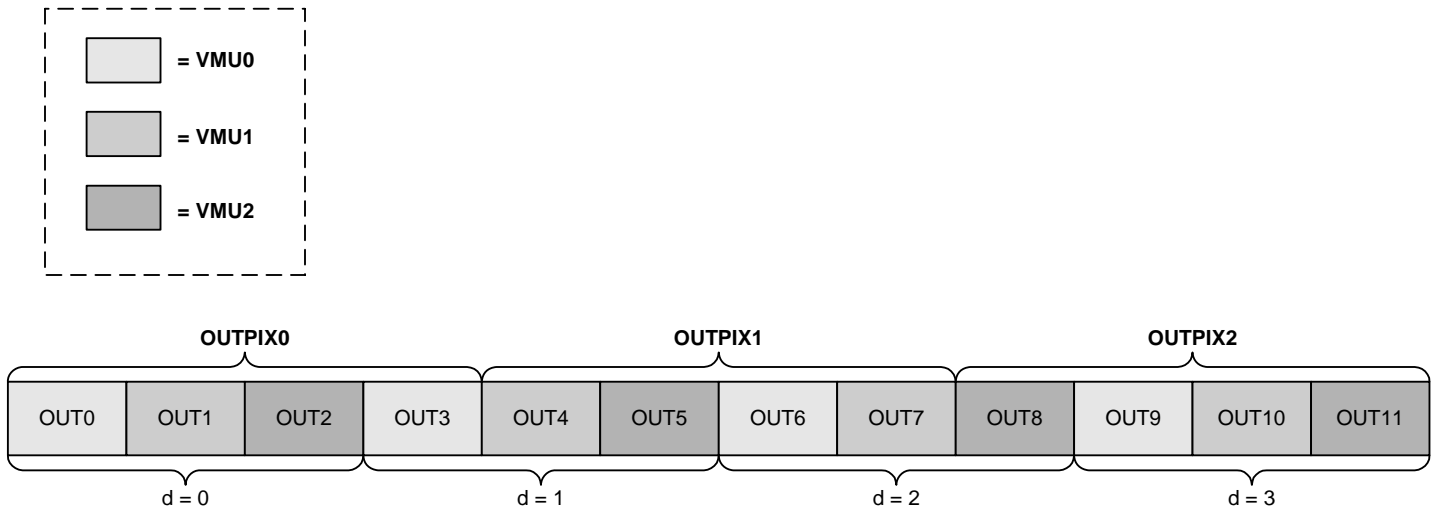 = VMU0
= VMU1
= VMU2
OUTPIX0 OUTPIX1 OUTPIX2
OUT0 OUT1 OUT2 OUT3 OUT4 OUT5 OUT6 OUT7 OUT8 OUT9 OUT10 OUT11
d = 0 d = 1 d = 2 d = 3